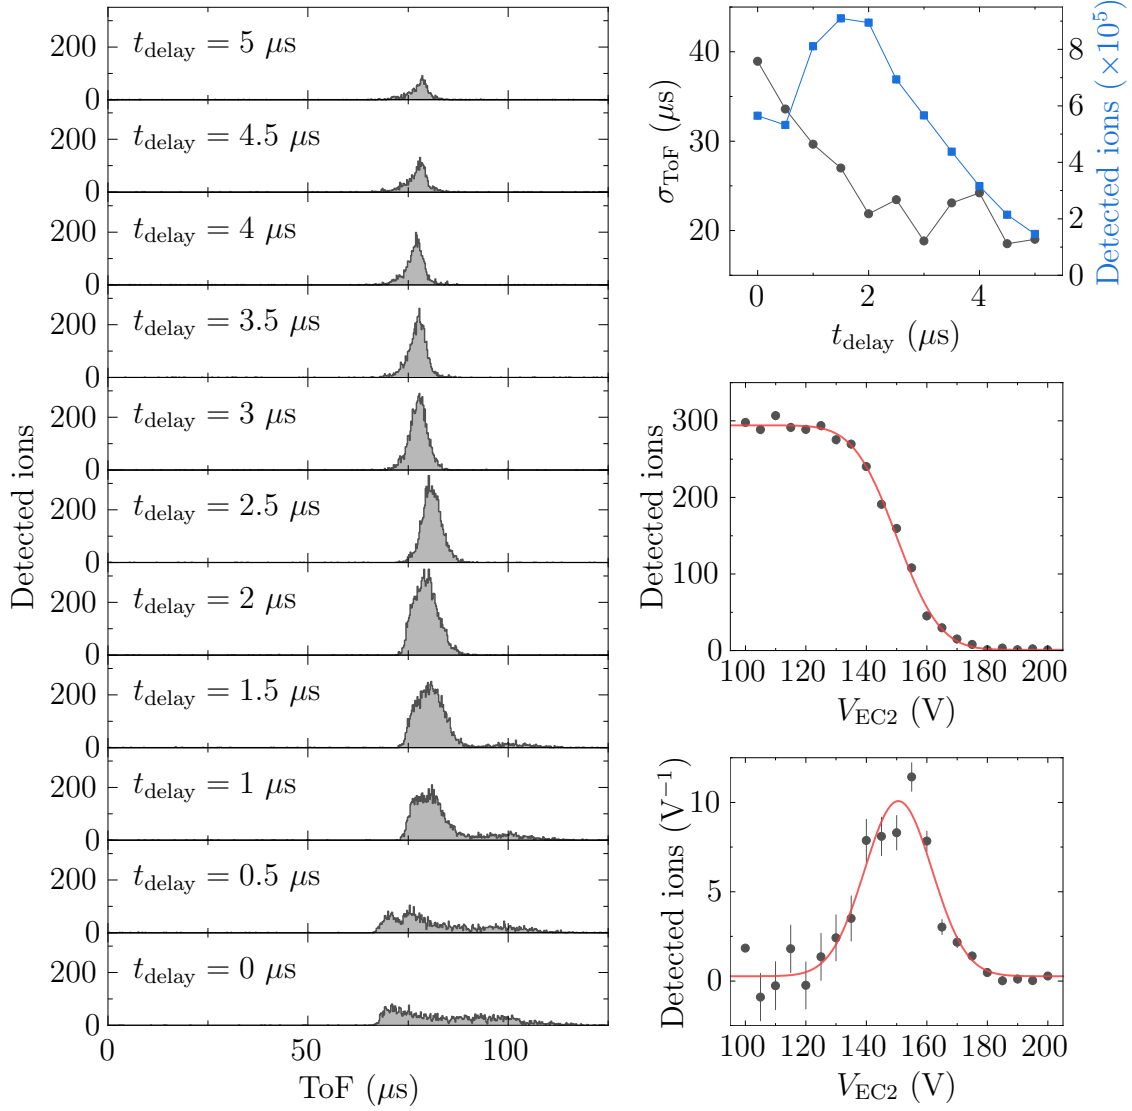 t_delay = 5 μs
200
0
t_delay = 4.5 μs
200
0
t_delay = 4 μs
200
0
t_delay = 3.5 μs
200
0
t_delay = 3 μs
200
0
t_delay = 2.5 μs
200
0
t_delay = 2 μs
200
0
t_delay = 1.5 μs
200
0
t_delay = 1 μs
200
0
t_delay = 0.5 μs
200
0
t_delay = 0 μs
200
0
0 50 100
ToF (μs)
Detected ions
40
30
20
σ_ToF (μs)
8
6
4
2
0
Detected ions (×10⁵)
0 2 4
t_delay (μs)
300
200
100
0
Detected ions
100 120 140 160 180 200
V_EC2 (V)
10
5
0
Detected ions (V⁻¹)
100 120 140 160 180 200
V_EC2 (V)